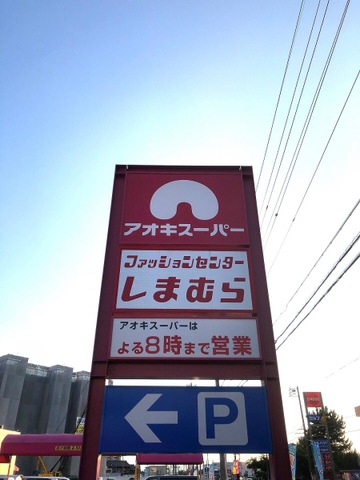 アオキスーパー
ファッションセンター
しまむら
アオキスーパーは
よる8時まで営業
P